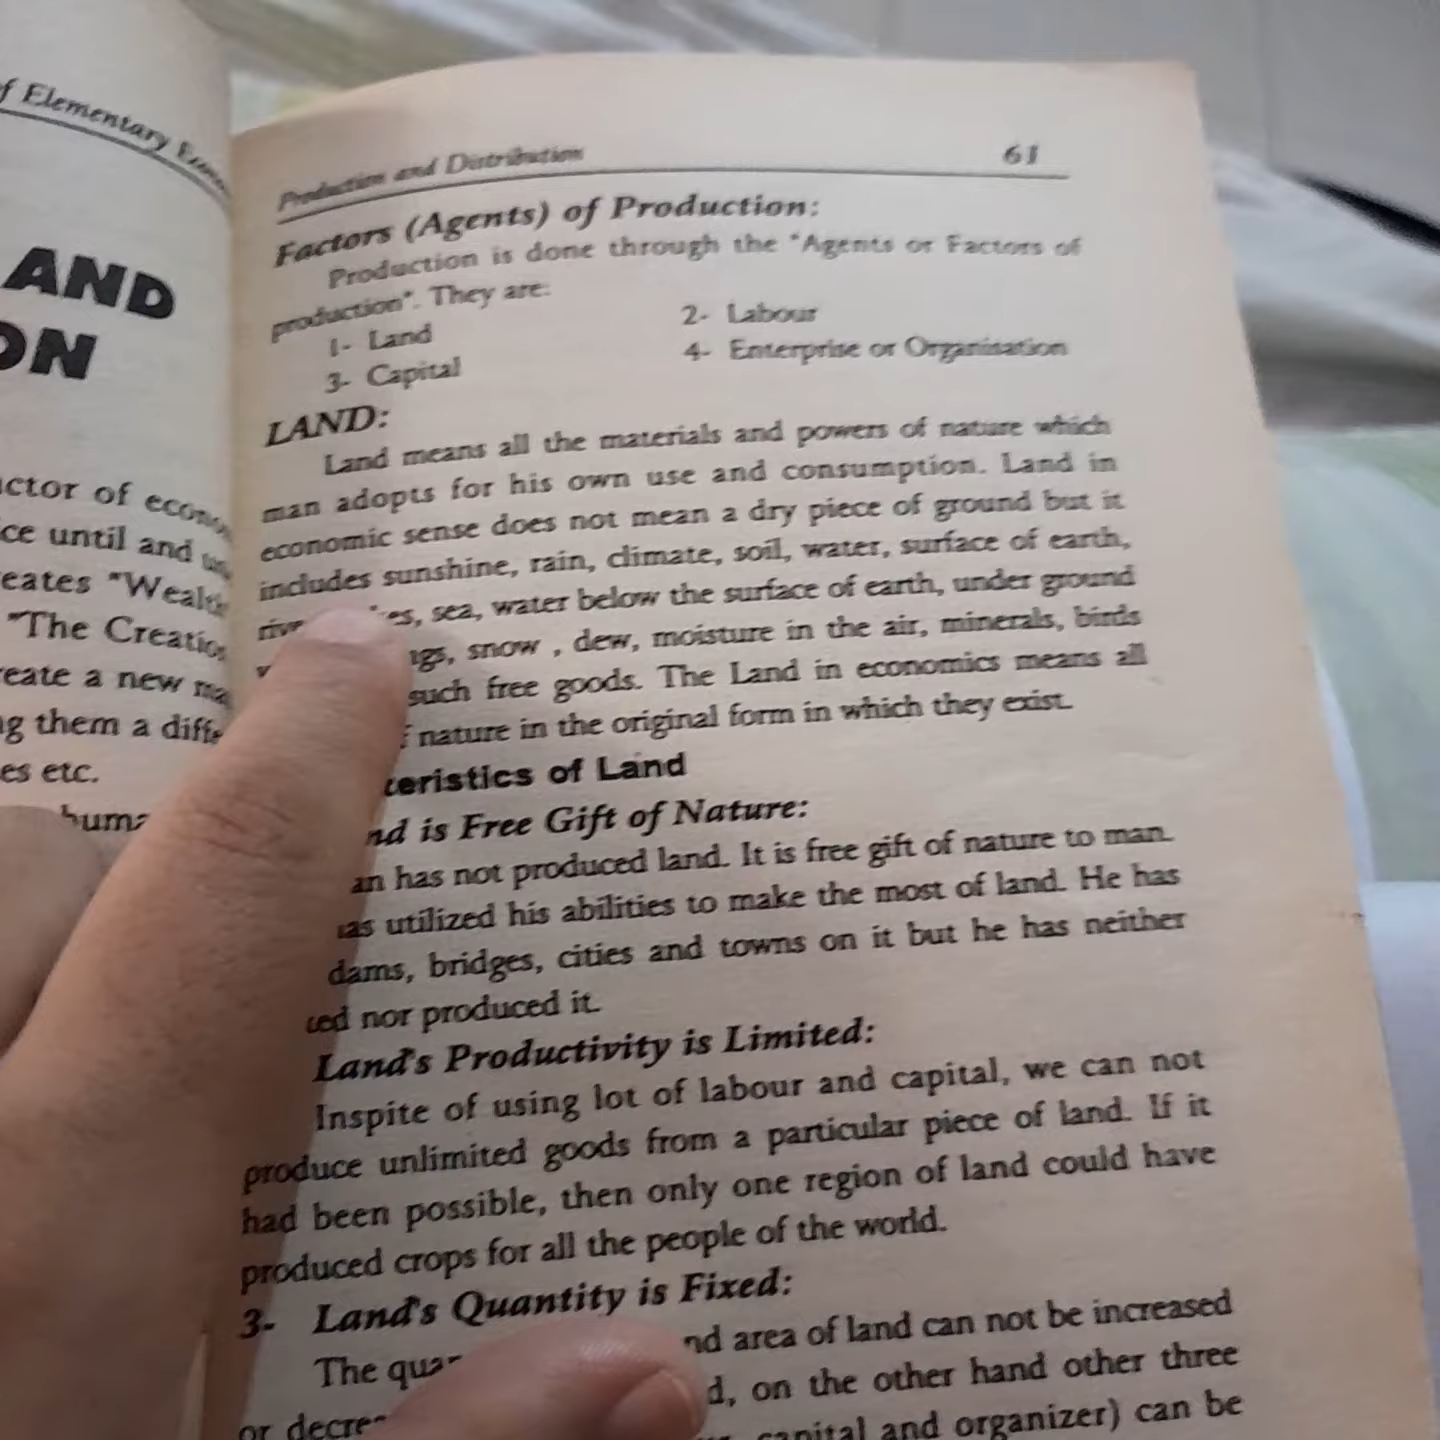 of Elementary
AND
ON
of
ce until and
eates "Wealth
"The Creation
eate a new
ng them a
es etc.
Production and Distribution 61
Factors (Agents) of Production:
Production is done through the "Agents or Factors of
production". They are:
1- Land 2- Labour
3- Capital 4- Enterprise or Organisation
LAND:
Land means all the materials and powers of nature which
man adopts for his own use and consumption. Land in
economic sense does not mean a dry piece of ground but it
includes sunshine, rain, climate, soil, water, surface of earth,
sea, water below the surface of earth, under ground
ngs, snow , dew, moisture in the air, minerals, birds
such free goods. The Land in economics means all
f nature in the original form in which they exist.
teristics of Land
nd is Free Gift of Nature:
an has not produced land. It is free gift of nature to man.
as utilized his abilities to make the most of land. He has
dams, bridges, cities and towns on it but he has neither
ted nor produced it.
Land's Productivity is Limited:
Inspite of using lot of labour and capital, we can not
produce unlimited goods from a particular piece of land. If it
had been possible, then only one region of land could have
produced crops for all the people of the world.
3- Land's Quantity is Fixed:
The nd area of land can not be increased
or d, on the other hand other three
capital and organizer) can be